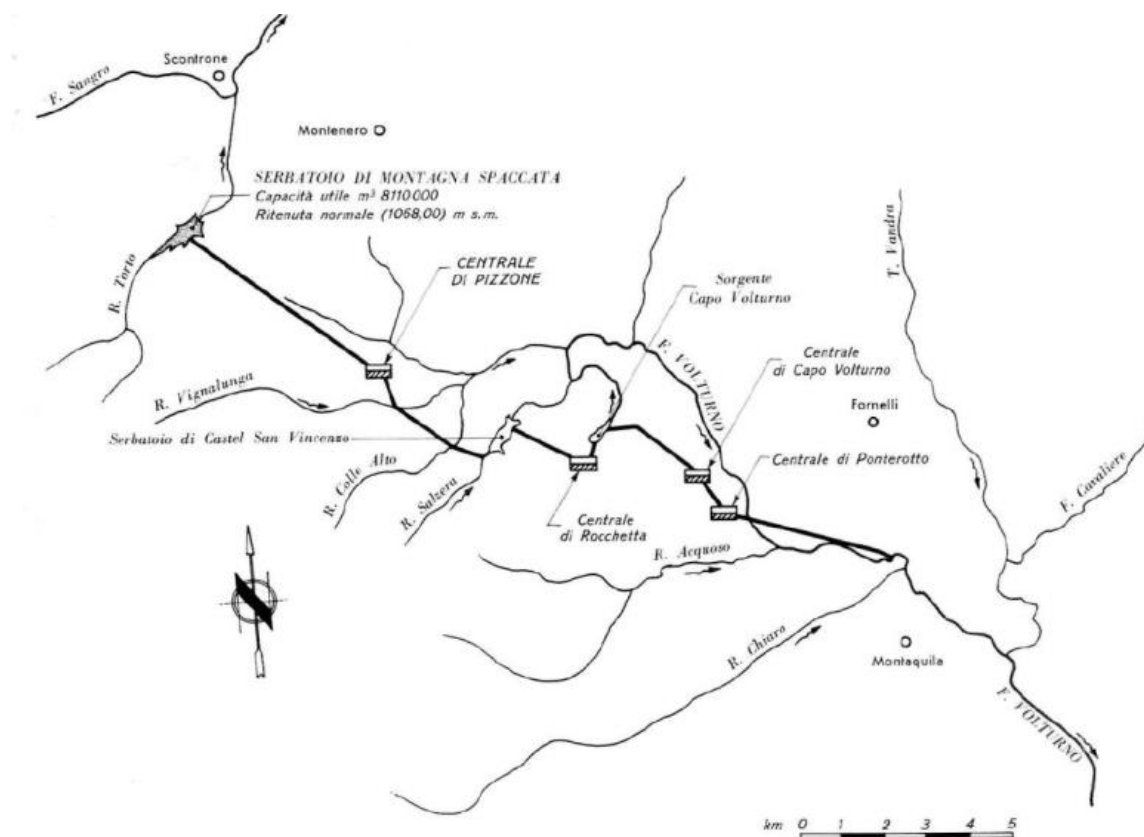 Scontrone
F. Sangro
Montenero
SERBATOIO DI MONTAGNA SPACCATA
Capacità utile m³ 8110000
Ritenuta normale (1068,00) m s.m.
R. Torto
CENTRALE
DI PIZZONE
Sorgente
Capo Volturno
T. Vandra
F. VOLTURNO
Centrale
di Capo Volturno
R. Vignalunga
Fornelli
Serbatoio di Castel San Vincenzo
Centrale di Ponterotto
R. Colle Alto
R. Salzera
F. Cavaliere
Centrale
di Rocchetta
R. Acquoso
R. Chiaro
Montaquila
F. VOLTURNO
km 0 1 2 3 4 5